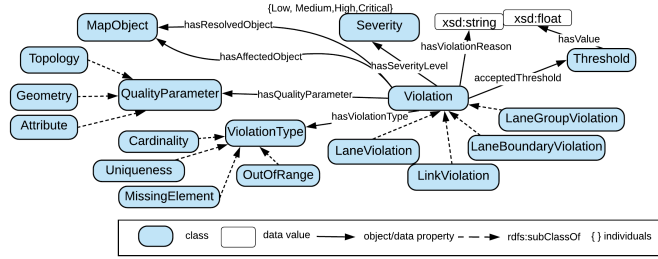 {Low, Medium,High,Critical}
MapObject
hasResolvedObject
Severity
xsd:string
xsd:float
hasViolationReason
hasValue
hasAffectedObject
Topology
hasSeverityLevel
Threshold
acceptedThreshold
Geometry
QualityParameter
hasQualityParameter
Violation
Attribute
hasViolationType
LaneGroupViolation
Cardinality
ViolationType
LaneViolation
LaneBoundaryViolation
Uniqueness
OutOfRange
LinkViolation
MissingElement
class
data value
object/data property
rdfs:subClassOf
{ } individuals